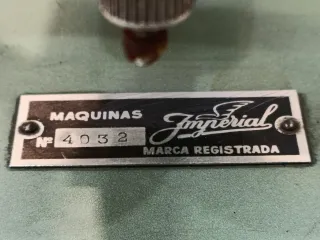 MAQUINAS
Imperial
Nº 4032
MARCA REGISTRADA